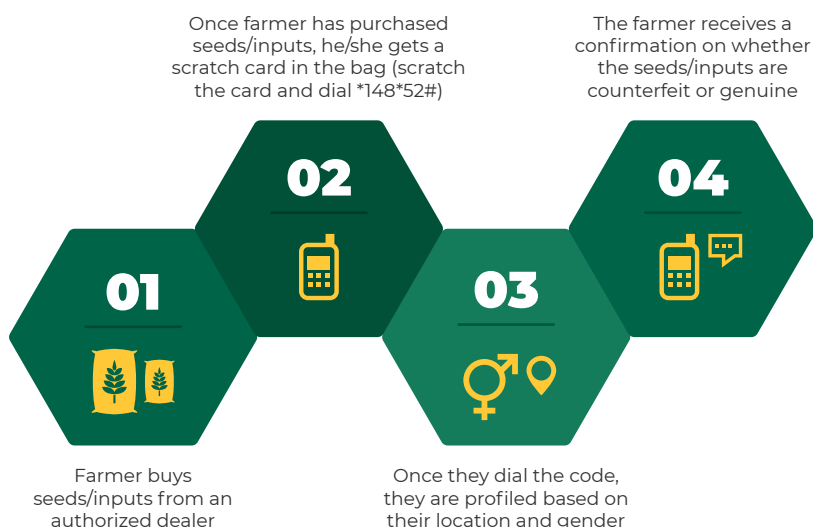 01
Farmer buys
seeds/inputs from an
authorized dealer
Once farmer has purchased
seeds/inputs, he/she gets a
scratch card in the bag (scratch
the card and dial *148*52#)
02
03
Once they dial the code,
they are profiled based on
their location and gender
The farmer receives a
confirmation on whether
the seeds/inputs are
counterfeit or genuine
04